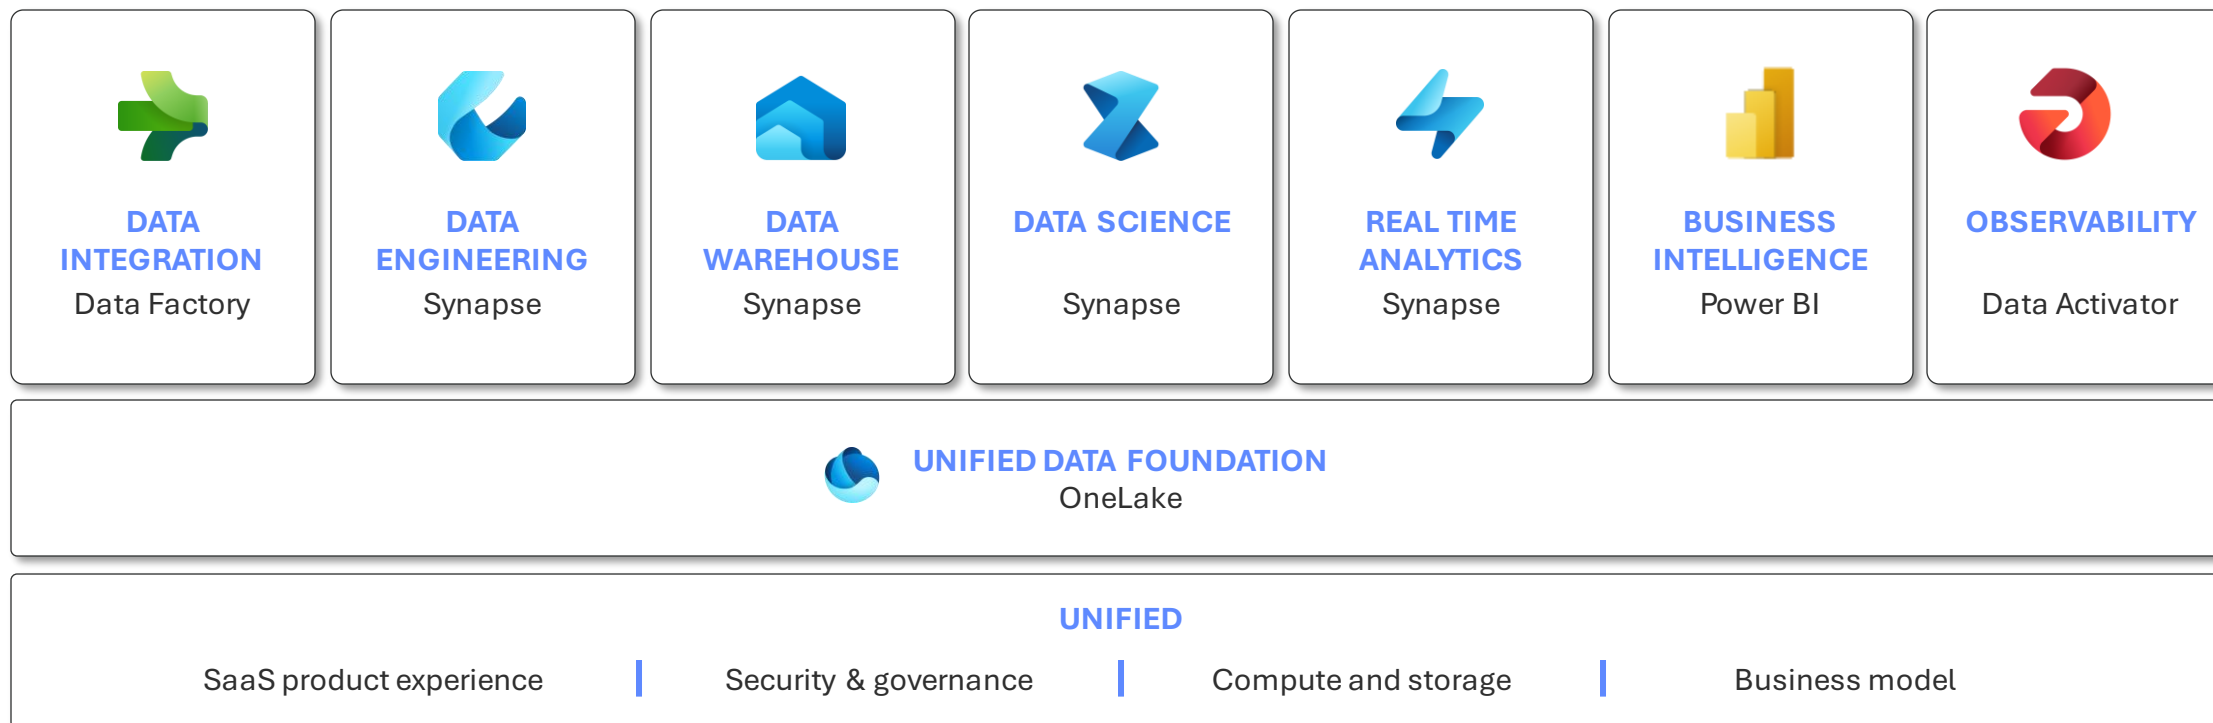 DATA
INTEGRATION
Data Factory
DATA
ENGINEERING
Synapse
DATA
WAREHOUSE
Synapse
DATA SCIENCE
Synapse
REAL TIME
ANALYTICS
Synapse
BUSINESS
INTELLIGENCE
Power BI
OBSERVABILITY
Data Activator
UNIFIED DATA FOUNDATION
OneLake
UNIFIED
SaaS product experience
Security & governance
Compute and storage
Business model